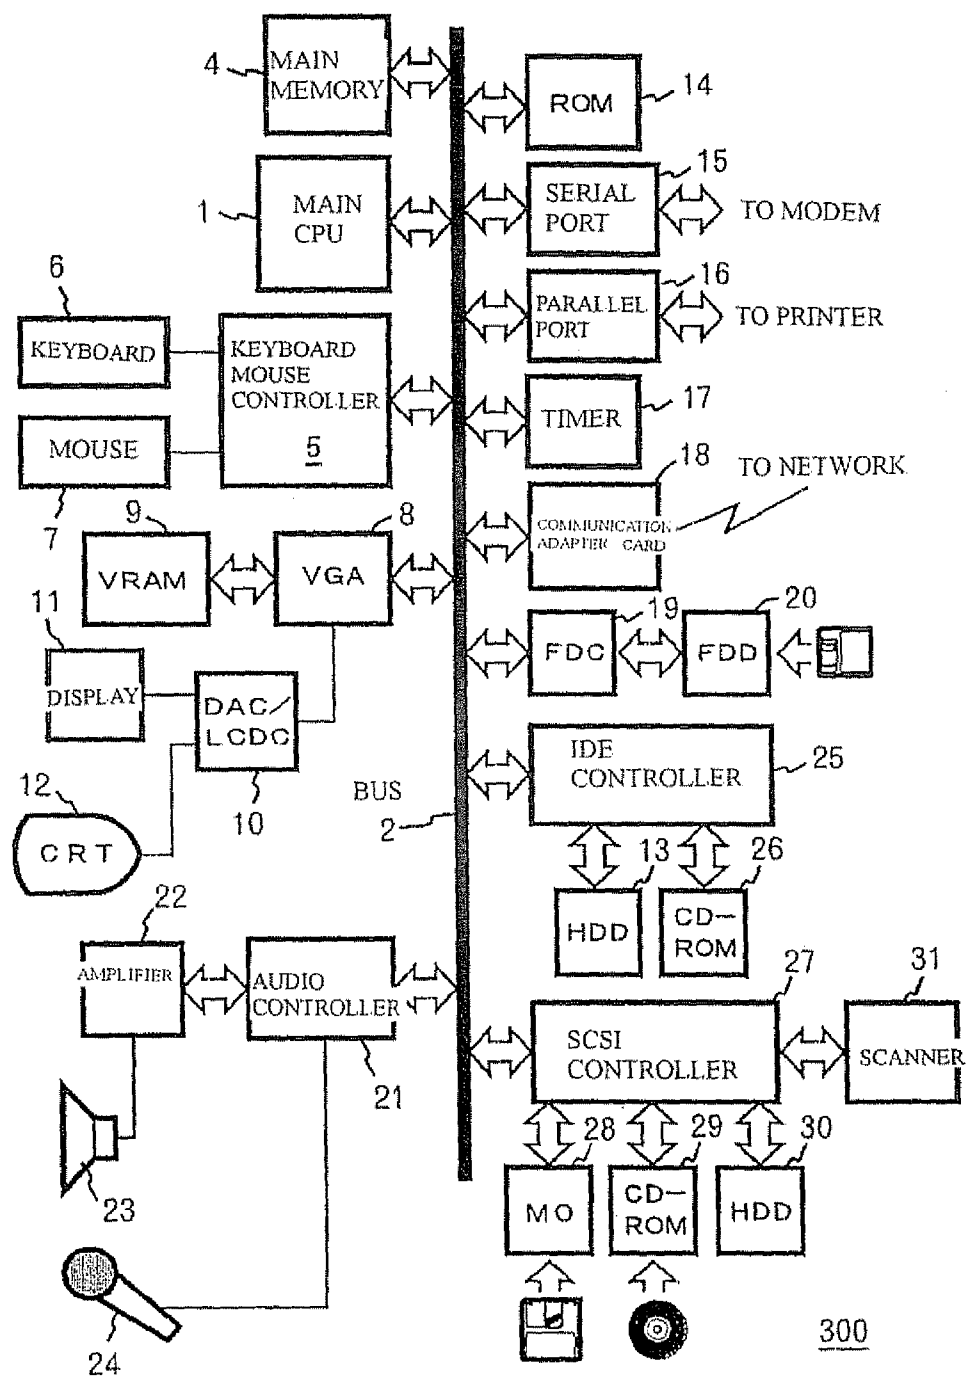 4
MAIN
MEMORY
ROM
14
1
MAIN
CPU
15
SERIAL
PORT
TO MODEM
6
KEYBOARD
KEYBOARD
MOUSE
CONTROLLER
5
16
PARALLEL
PORT
TO PRINTER
MOUSE
7
TIMER
17
18
TO NETWORK
COMMUNICATION
ADAPTER CARD
9
VRAM
8
VGA
11
DISPLAY
DAC/
LCDC
10
19
FDC
20
FDD
12
CRT
BUS
2
IDE
CONTROLLER
25
13
HDD
26
CD-
ROM
22
AMPLIFIER
AUDIO
CONTROLLER
21
27
SCSI
CONTROLLER
31
SCANNER
23
28
MO
29
CD-
ROM
30
HDD
24
300